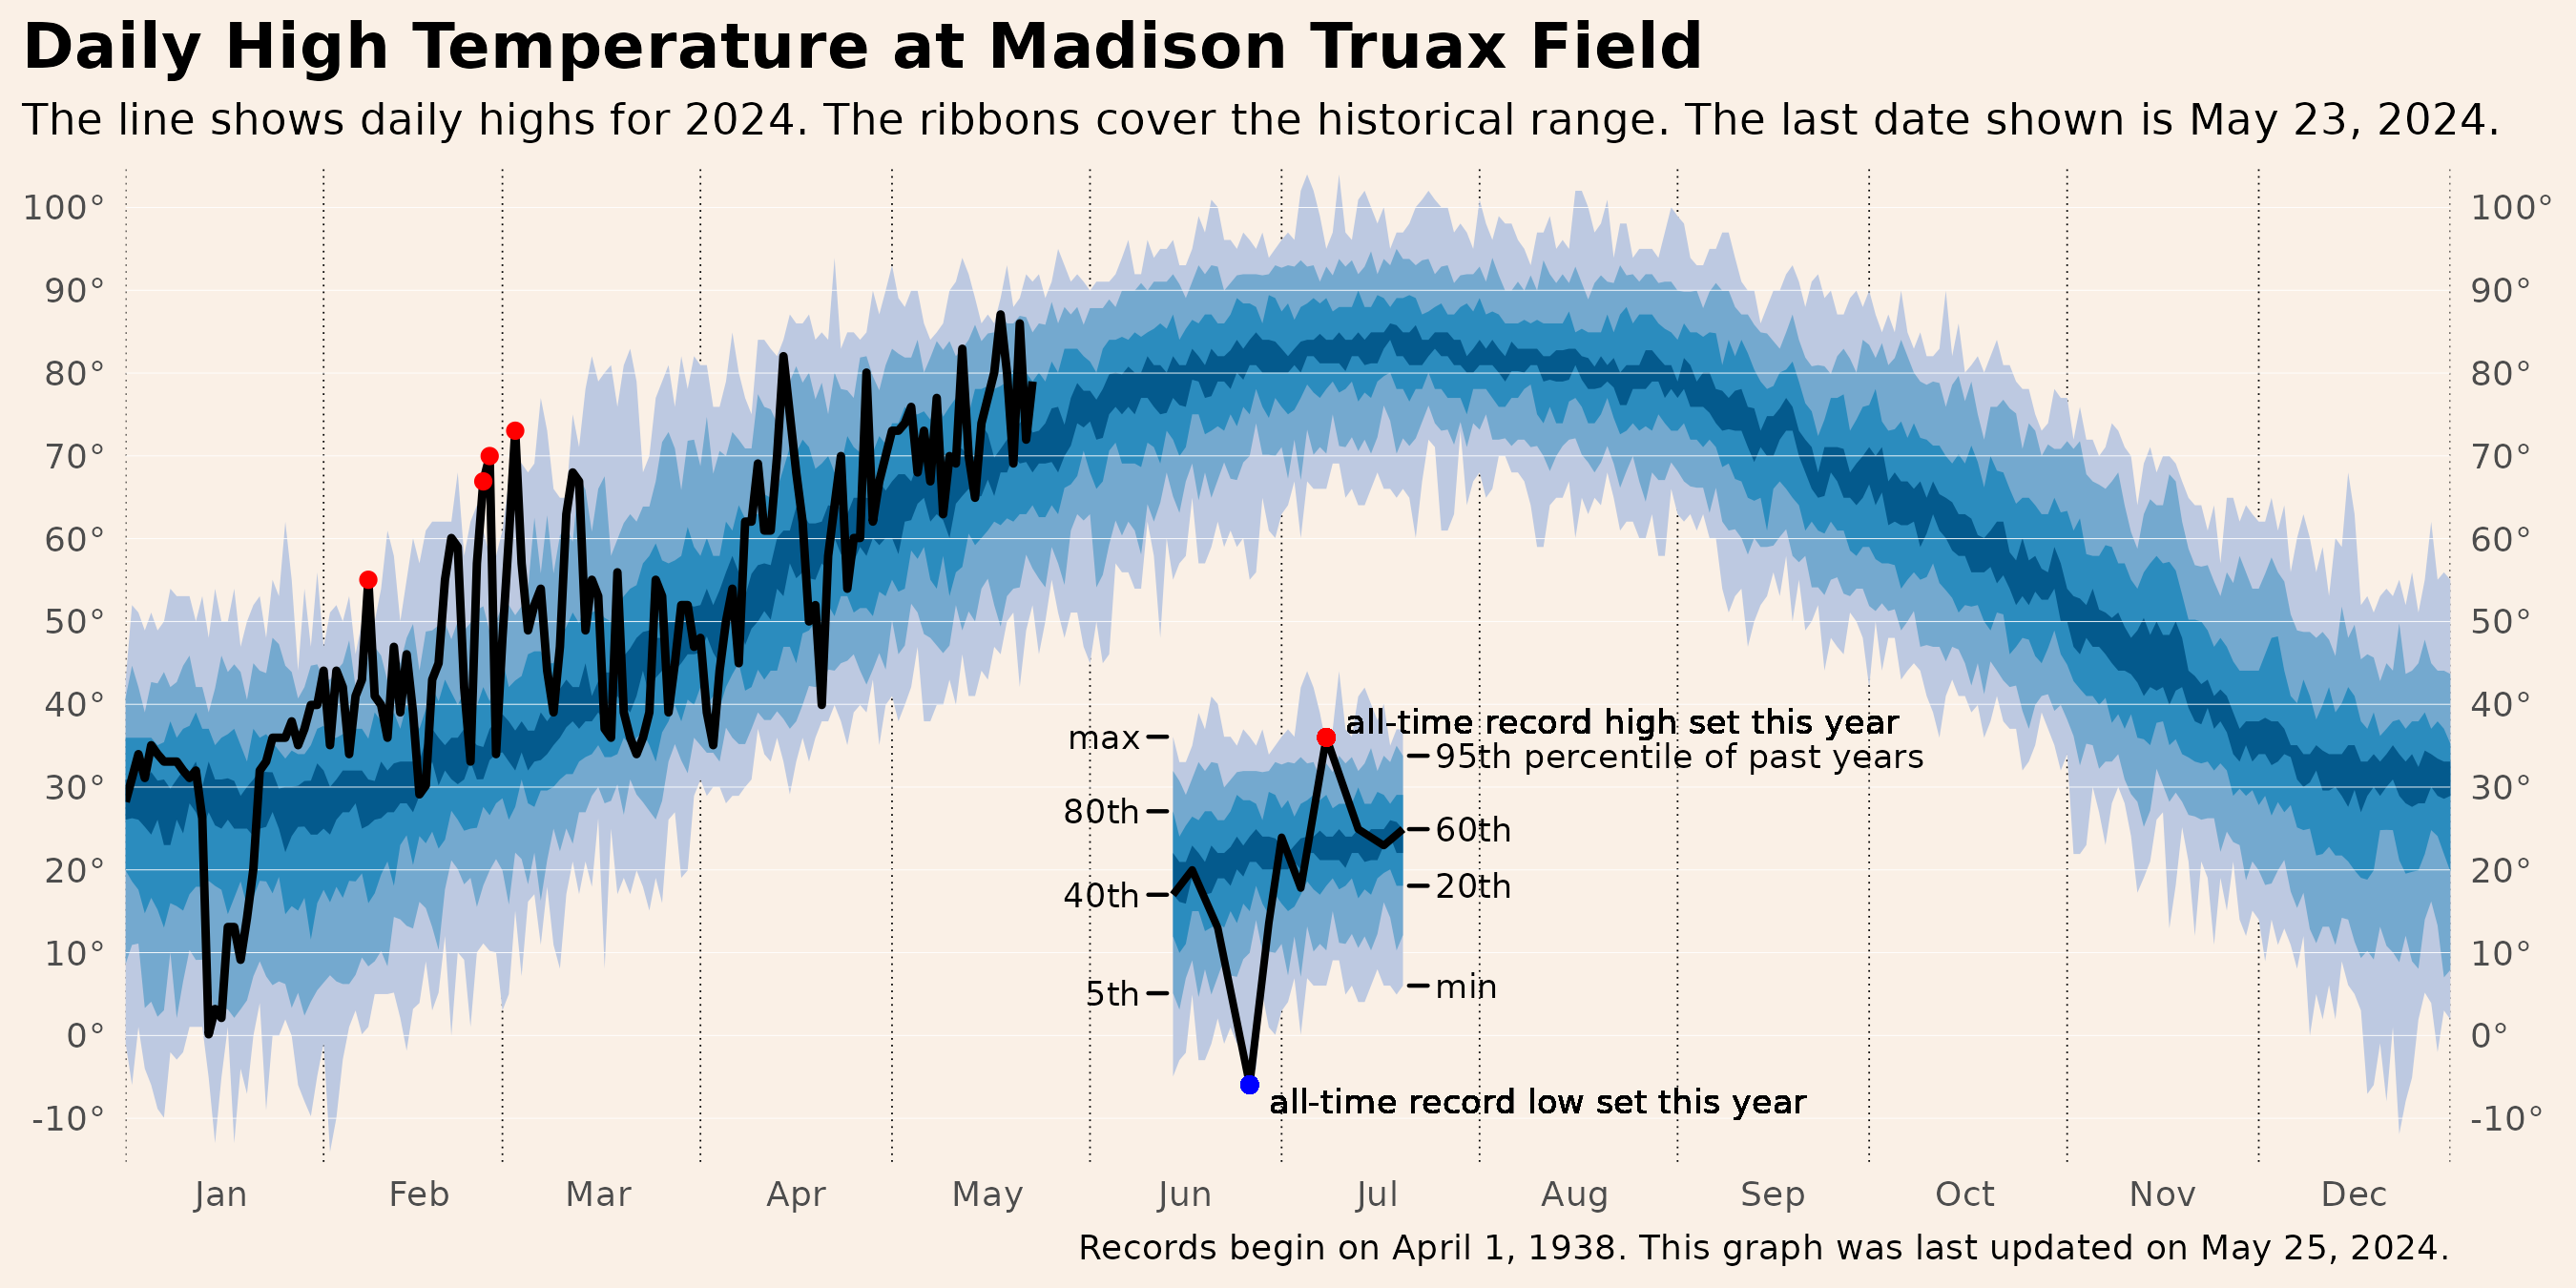 Daily High Temperature at Madison Truax Field
The line shows daily highs for 2024. The ribbons cover the historical range. The last date shown is May 23, 2024.
100° 100°
90° 90°
80° 80°
70° 70°
60° 60°
50° 50°
40° 40°
30° 30°
20° 20°
10° 10°
0° 0°
-10° -10°
all-time record high set this year
max
95th percentile of past years
80th
60th
40th
20th
5th
min
all-time record low set this year
Jan Feb Mar Apr May Jun Jul Aug Sep Oct Nov Dec
Records begin on April 1, 1938. This graph was last updated on May 25, 2024.